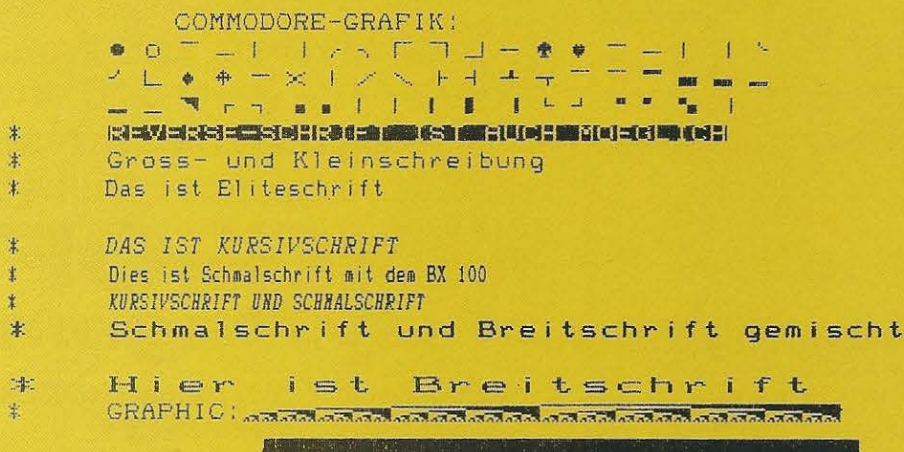 COMMODORE-GRAFIK:
* REVERSE-SCHRIFT IST AUCH MOEGLICH
* Gross- und Kleinschreibung
* Das ist Eliteschrift
* DAS IST KURSIVSCHRIFT
* Dies ist Schmalschrift mit dem BX 100
* KURSIVSCHRIFT UND SCHMALSCHRIFT
* Schmalschrift und Breitschrift gemischt
* Hier ist Breitschrift
* GRAPHIC: